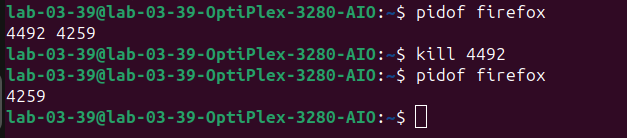 lab-03-39@lab-03-39-OptiPlex-3280-AIO:~$ pidof firefox
4492 4259
lab-03-39@lab-03-39-OptiPlex-3280-AIO:~$ kill 4492
lab-03-39@lab-03-39-OptiPlex-3280-AIO:~$ pidof firefox
4259
lab-03-39@lab-03-39-OptiPlex-3280-AIO:~$